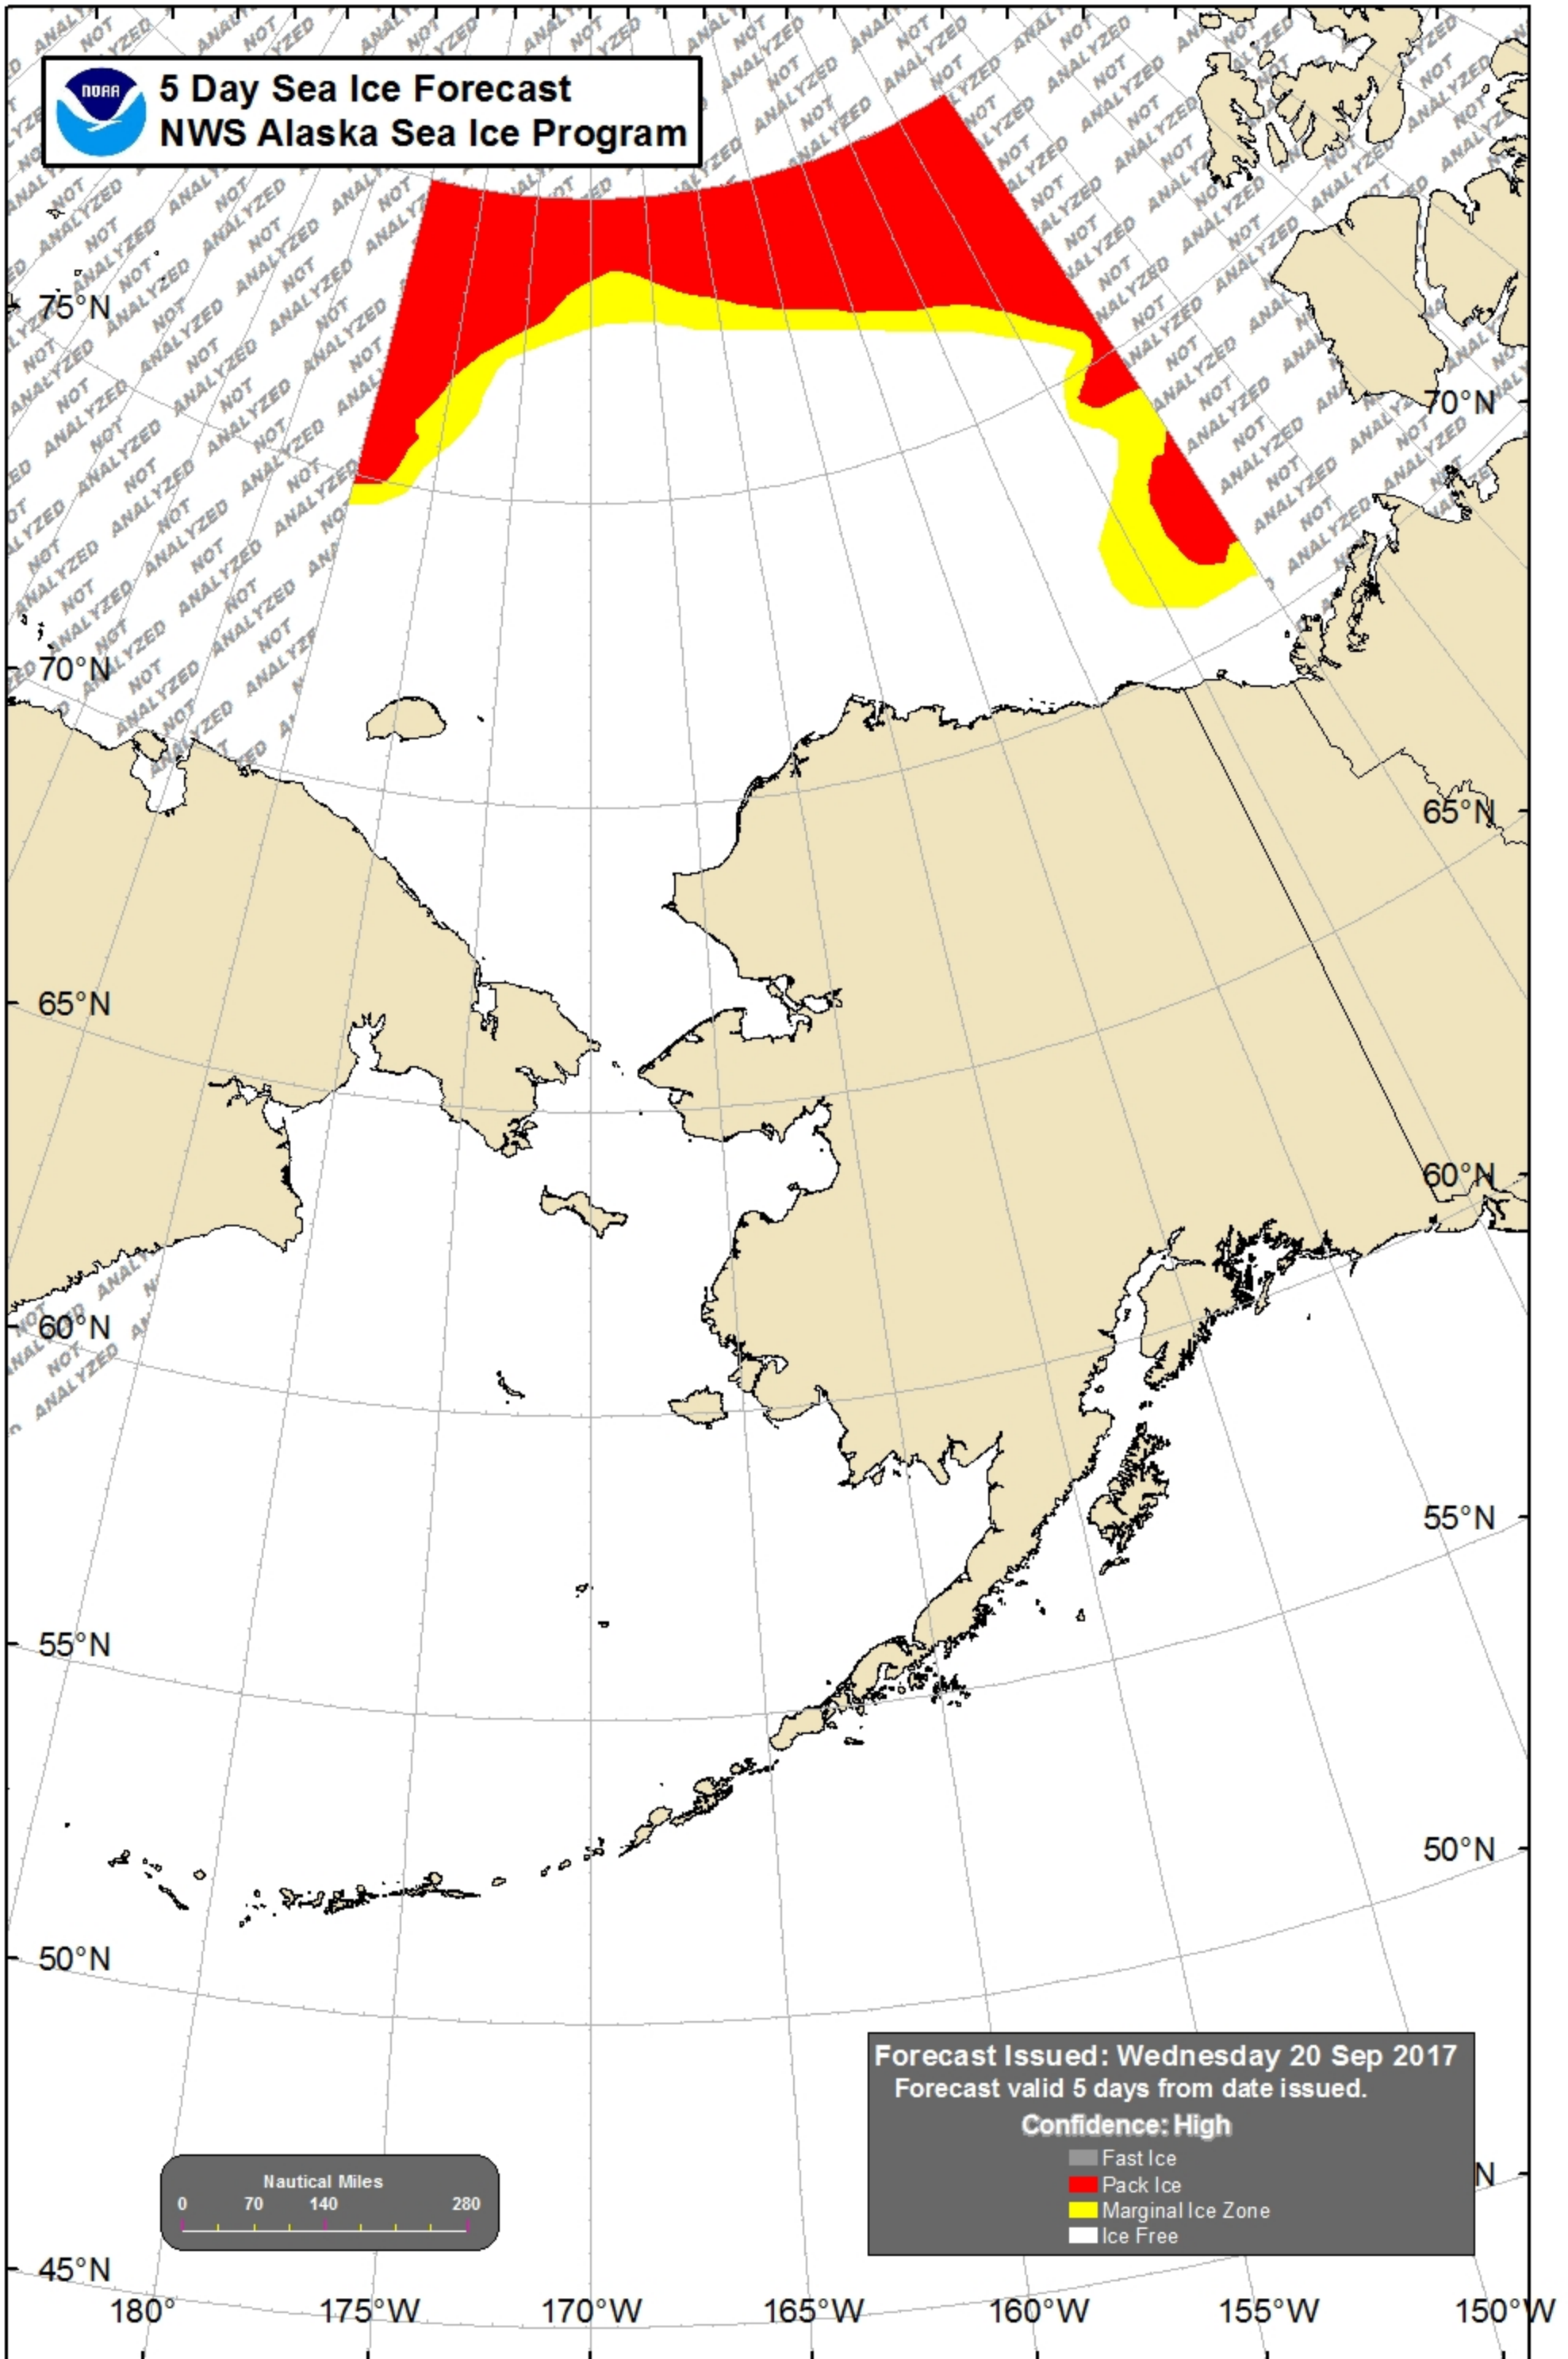 NOAA
5 Day Sea Ice Forecast
NWS Alaska Sea Ice Program
NOT ANALYZED
75°N
70°N
70°N
65°N
65°N
60°N
60°N
55°N
55°N
50°N
50°N
N
45°N
Forecast Issued: Wednesday 20 Sep 2017
Forecast valid 5 days from date issued.
Confidence: High
Fast Ice
Pack Ice
Marginal Ice Zone
Ice Free
Nautical Miles
0 70 140 280
180° 175°W 170°W 165°W 160°W 155°W 150°W